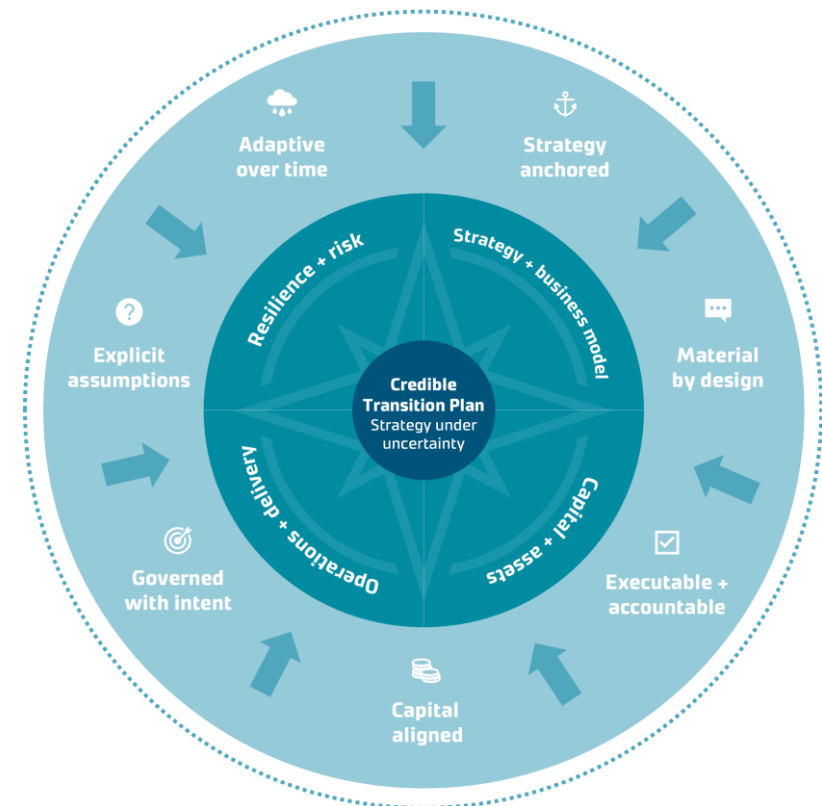 Adaptive
over time
Strategy
anchored
Resilience + risk
Strategy + business model
Explicit
assumptions
Material
by design
Credible
Transition Plan
Strategy under
uncertainty
Operations + delivery
Capital + assets
Governed
with intent
Executable +
accountable
Capital
aligned